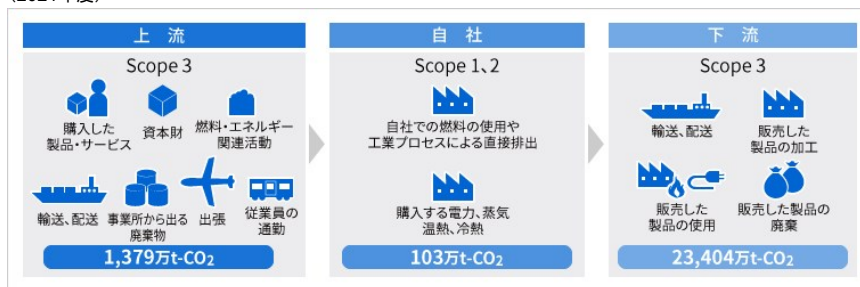 上 流
Scope 3
購入した
製品・サービス
資本財
燃料・エネルギー
関連活動
輸送、配送
事業所から出る
廃棄物
出張
従業員の
通勤
1,379万t-CO2
自 社
Scope 1、2
自社での燃料の使用や
工業プロセスによる直接排出
購入する電力、蒸気
温熱、冷熱
103万t-CO2
下 流
Scope 3
輸送、配送
販売した
製品の加工
販売した
製品の使用
販売した製品の
廃棄
23,404万t-CO2